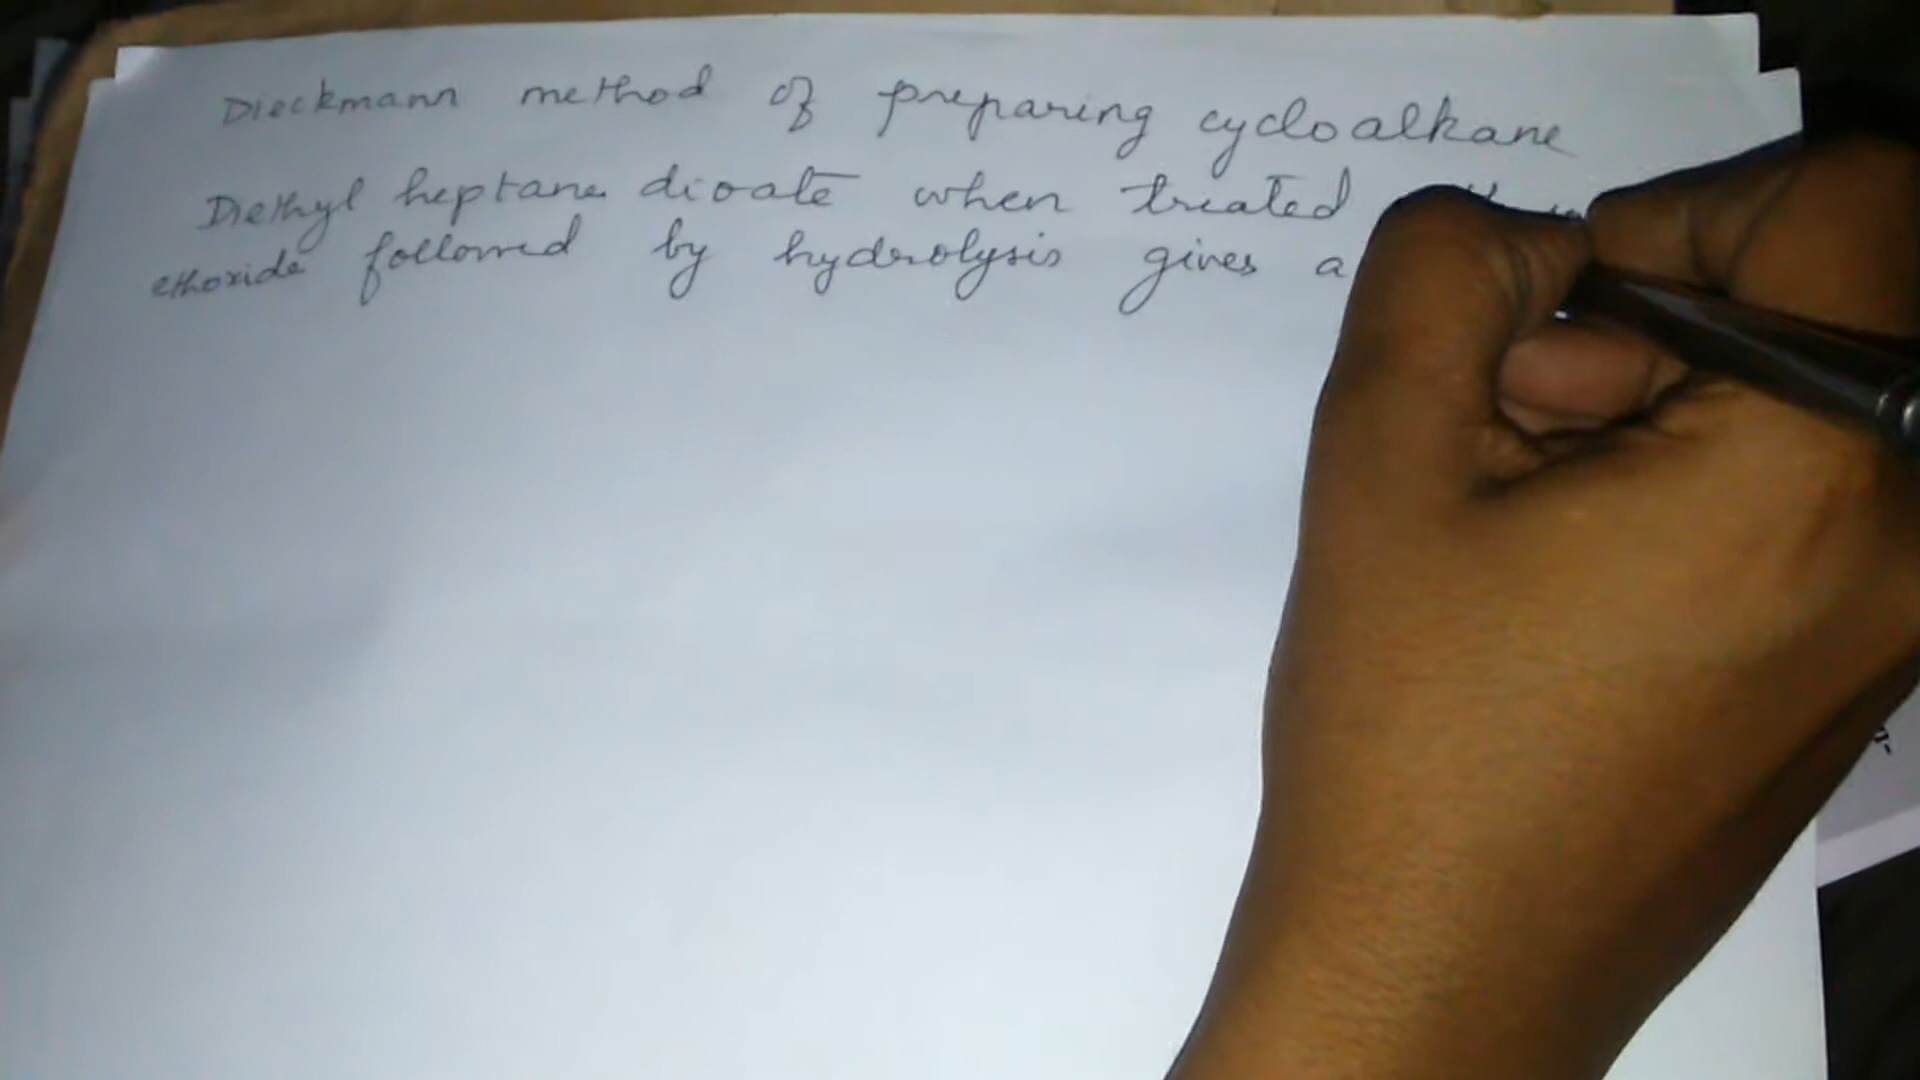 Dieckmann method of preparing cycloalkane
Diethyl heptane dioate when treated
ethoxide followed by hydrolysis gives a